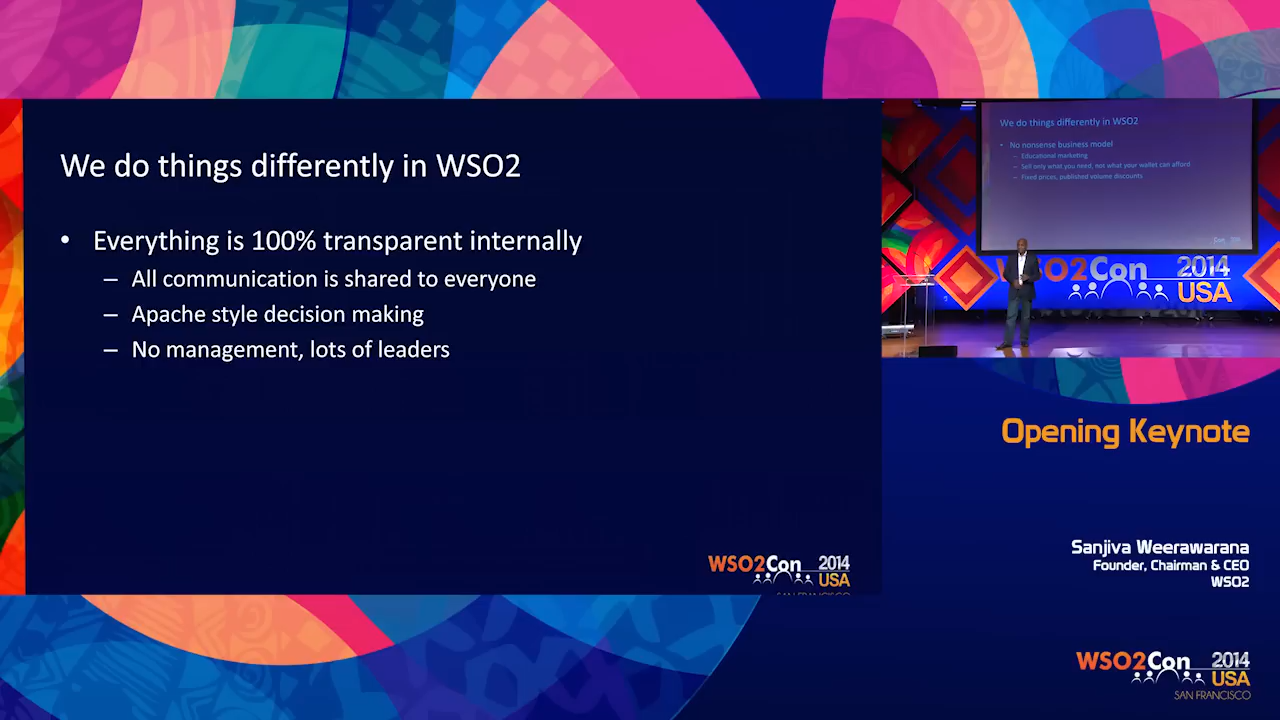 We do things differently in WSO2
• Everything is 100% transparent internally
– All communication is shared to everyone
– Apache style decision making
– No management, lots of leaders
WSO2Con 2014
USA
SAN FRANCISCO
We do things differently in WSO2
• No nonsense business model
– Educational marketing
– Sell only what you need, not what your wallet can afford
– Fixed prices, published volume discounts
WSO2Con 2014
USA
Opening Keynote
Sanjiva Weerawarana
Founder, Chairman & CEO
WSO2
WSO2Con 2014
USA
SAN FRANCISCO